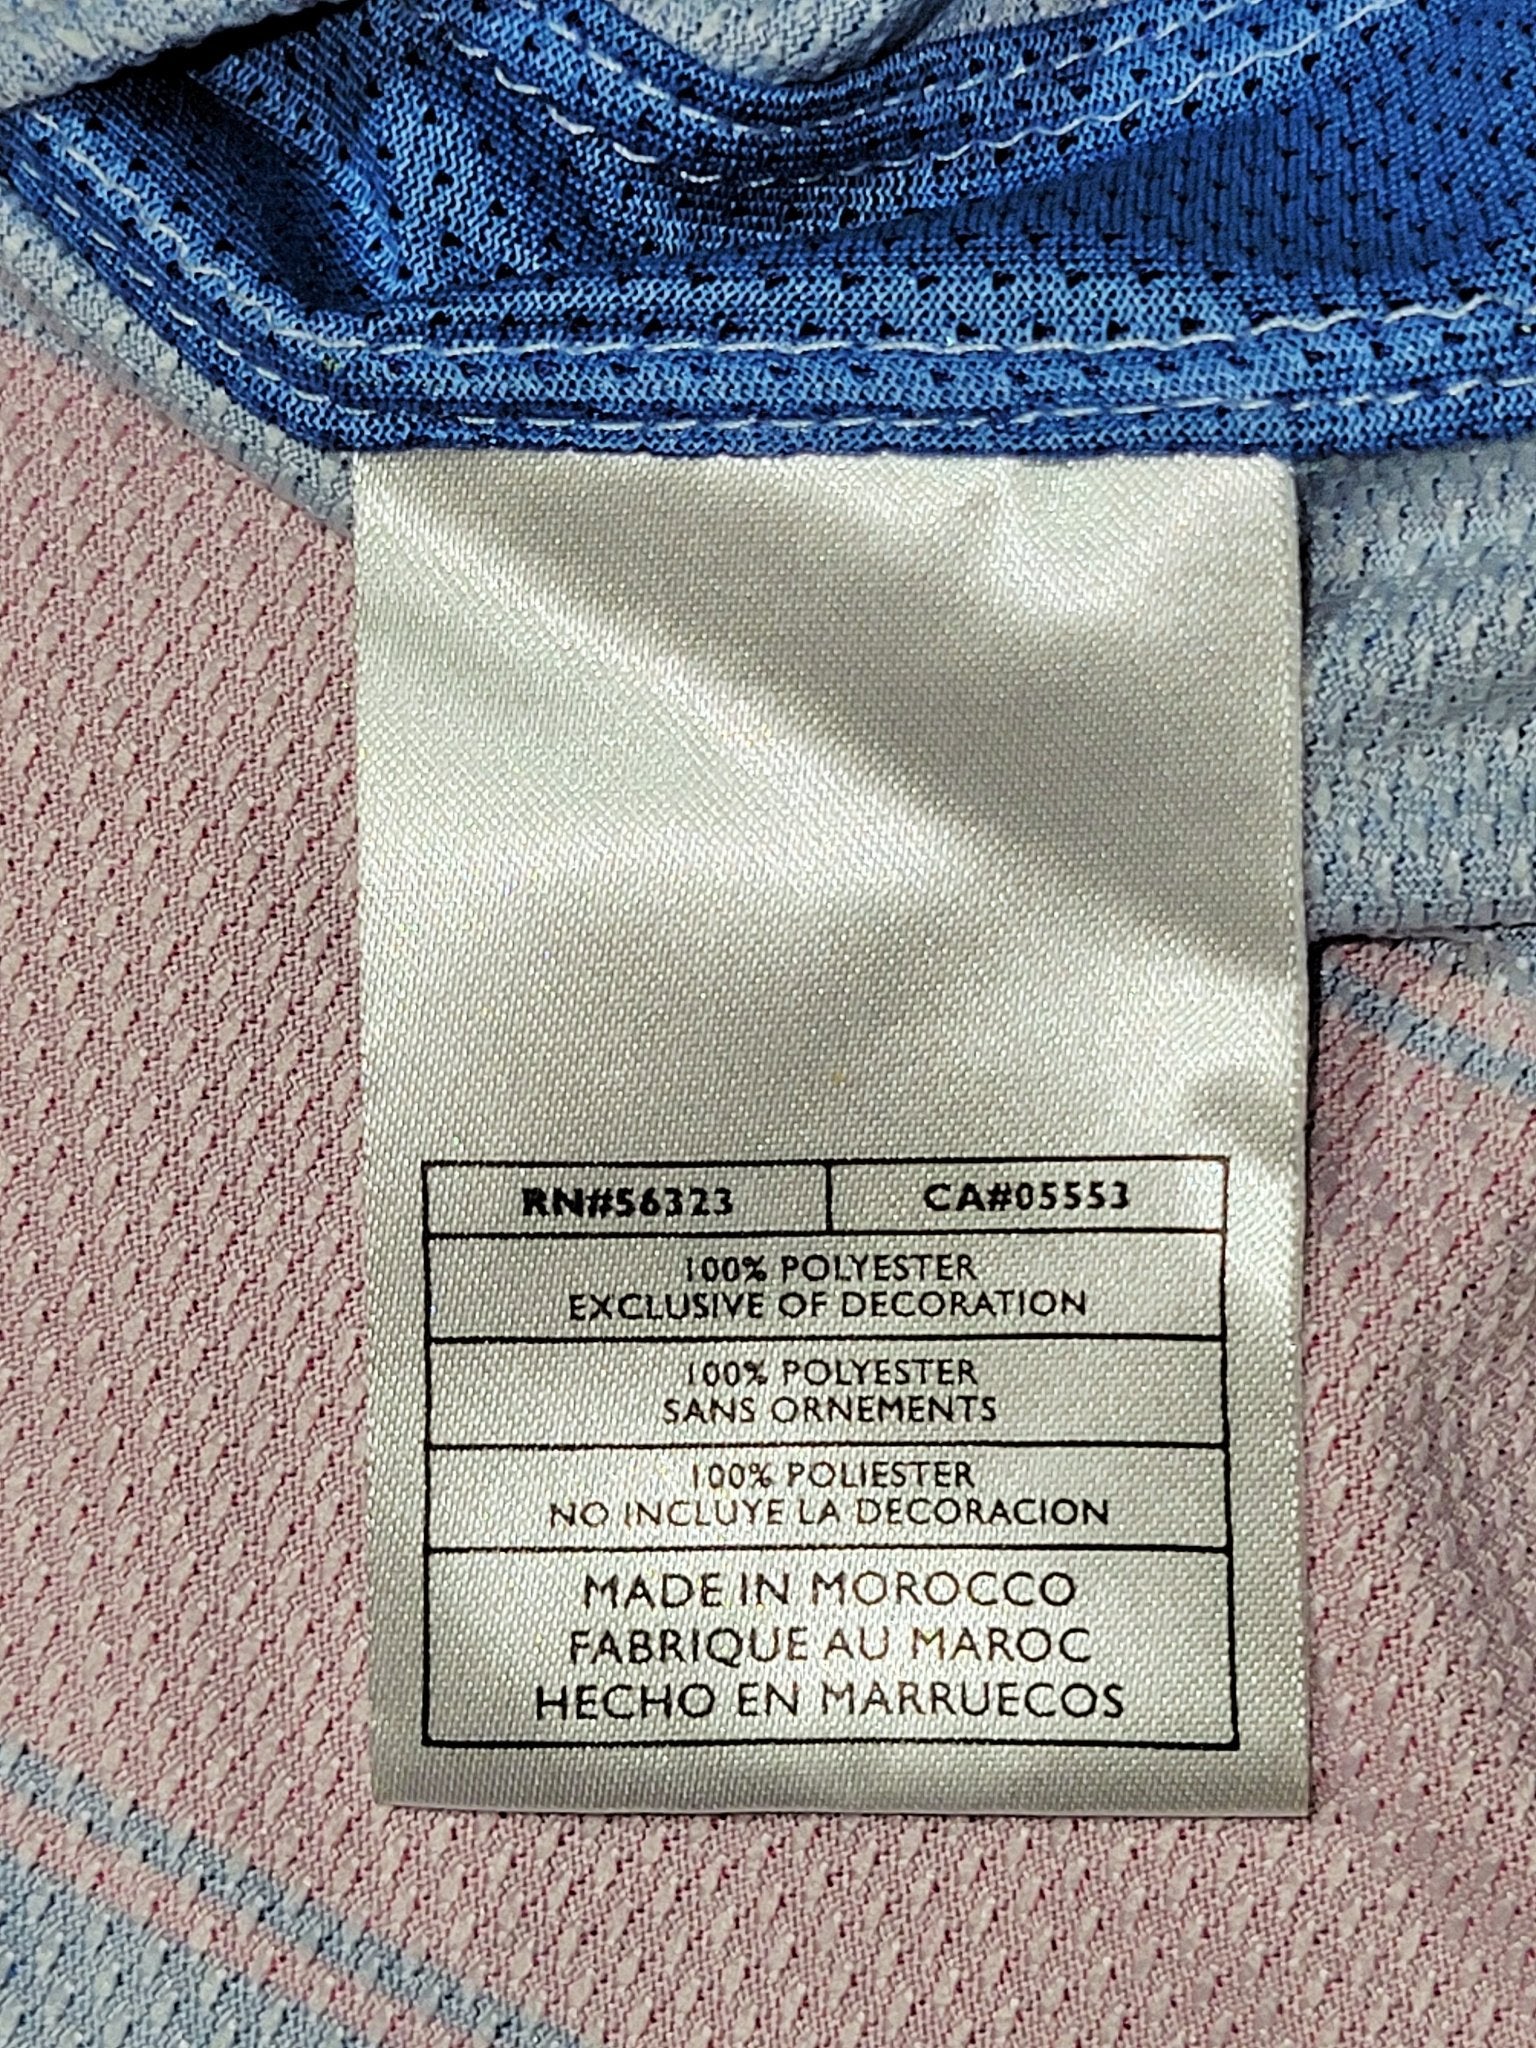 RN#56323 CA#05553
100% POLYESTER
EXCLUSIVE OF DECORATION
100% POLYESTER
SANS ORNEMENTS
100% POLIESTER
NO INCLUYE LA DECORACION
MADE IN MOROCCO
FABRIQUE AU MAROC
HECHO EN MARRUECOS